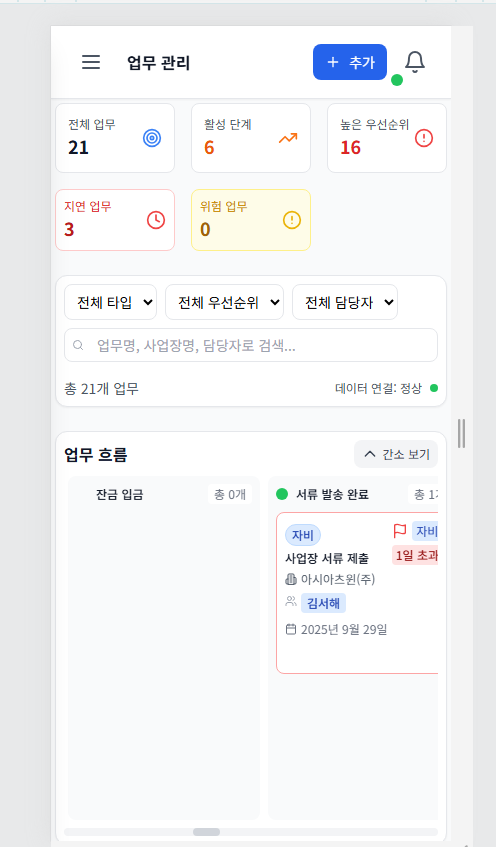 업무 관리
+ 추가
전체 업무
21
활성 단계
6
높은 우선순위
16
지연 업무
3
위험 업무
0
전체 타입
전체 우선순위
전체 담당자
업무명, 사업장명, 담당자로 검색...
총 21개 업무
데이터 연결: 정상
업무 흐름
간소 보기
잔금 입금
총 0개
서류 발송 완료
총 1
자비
자비
사업장 서류 제출
1일 초과
아시아츠윈(주)
김서해
2025년 9월 29일